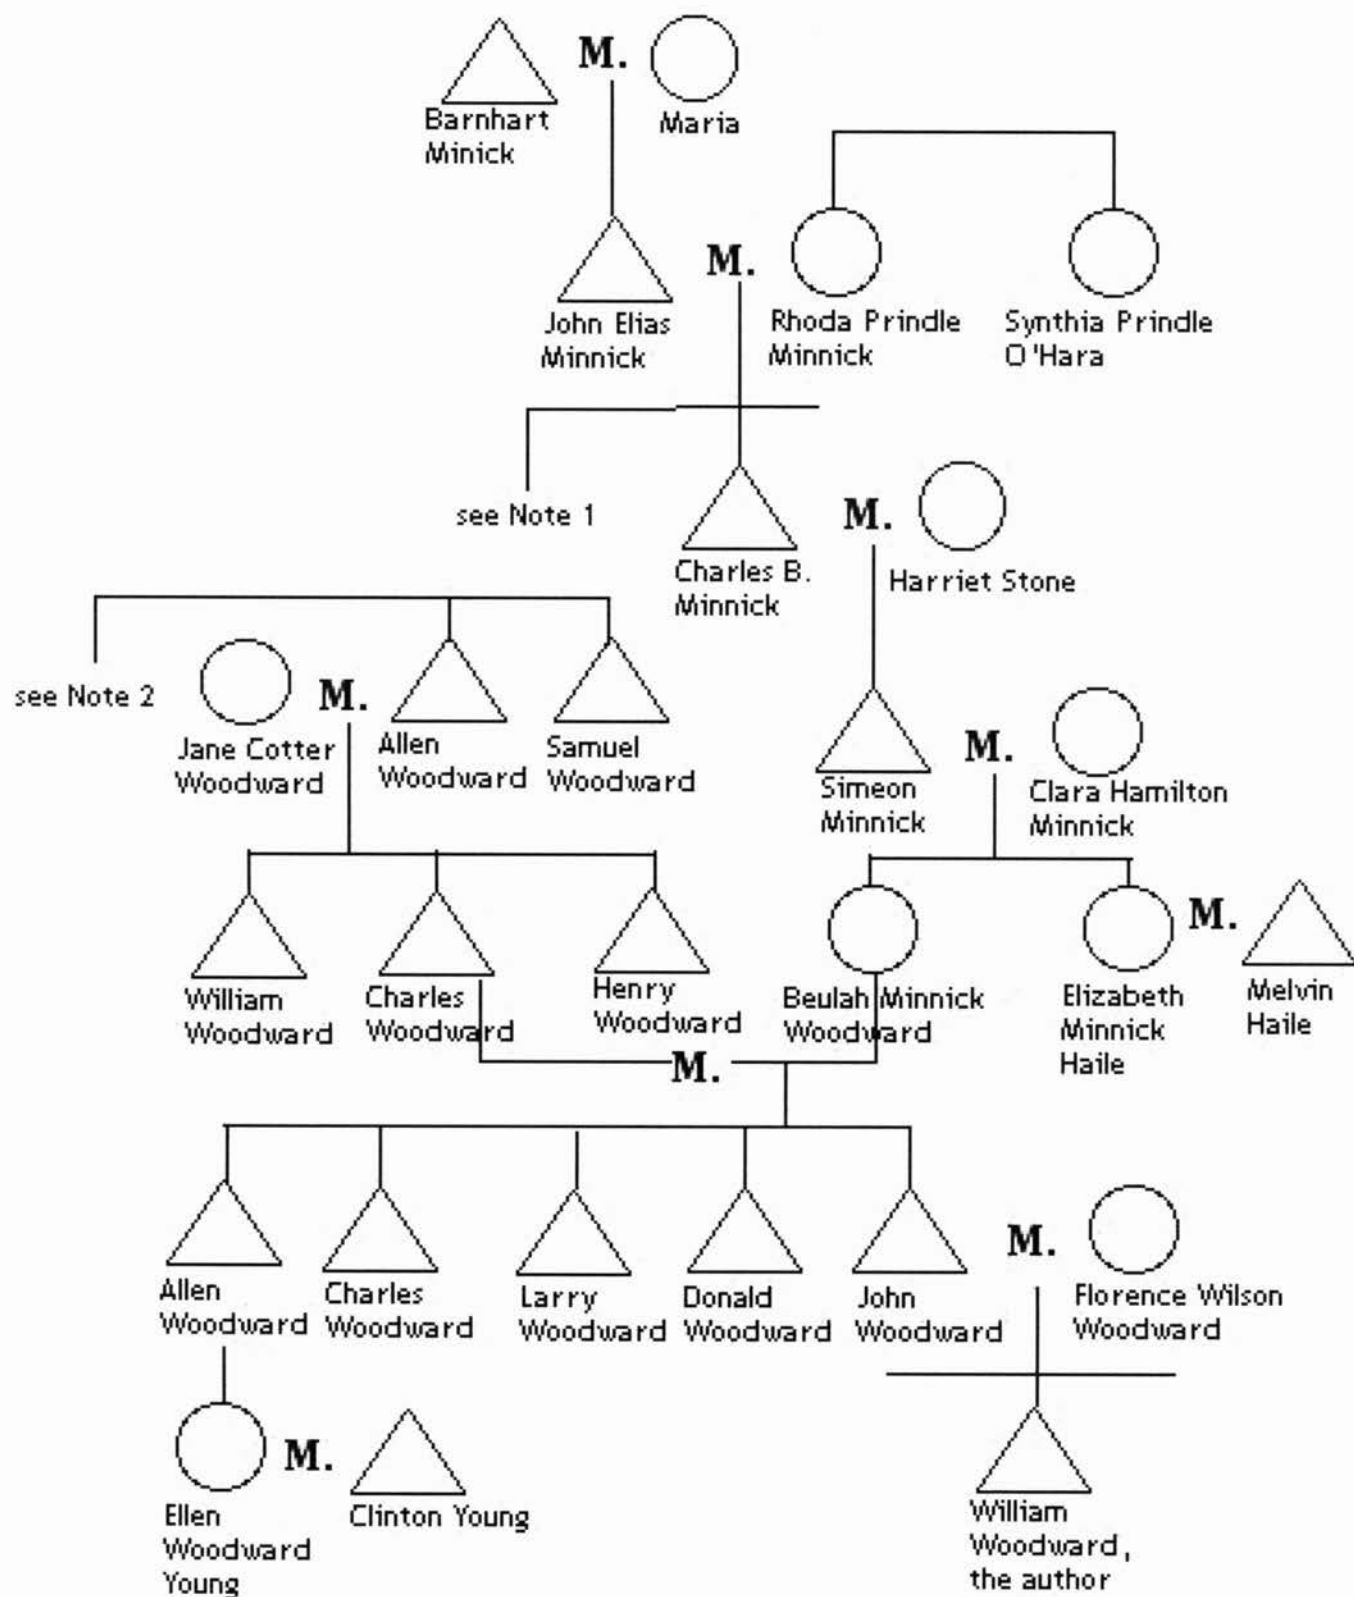 M.
Barnhart
Minick
Maria
M.
John Elias
Minnick
Rhoda Prindle
Minnick
Synthia Prindle
O'Hara
see Note 1
M.
Charles B.
Minnick
Harriet Stone
see Note 2
M.
Jane Cotter
Woodward
Allen
Woodward
Samuel
Woodward
M.
Simeon
Minnick
Clara Hamilton
Minnick
M.
William
Woodward
Charles
Woodward
Henry
Woodward
Beulah Minnick
Woodward
Elizabeth
Minnick
Haile
Melvin
Haile
M.
M.
Allen
Woodward
Charles
Woodward
Larry
Woodward
Donald
Woodward
John
Woodward
Florence Wilson
Woodward
M.
Ellen
Woodward
Young
Clinton Young
William
Woodward,
the author